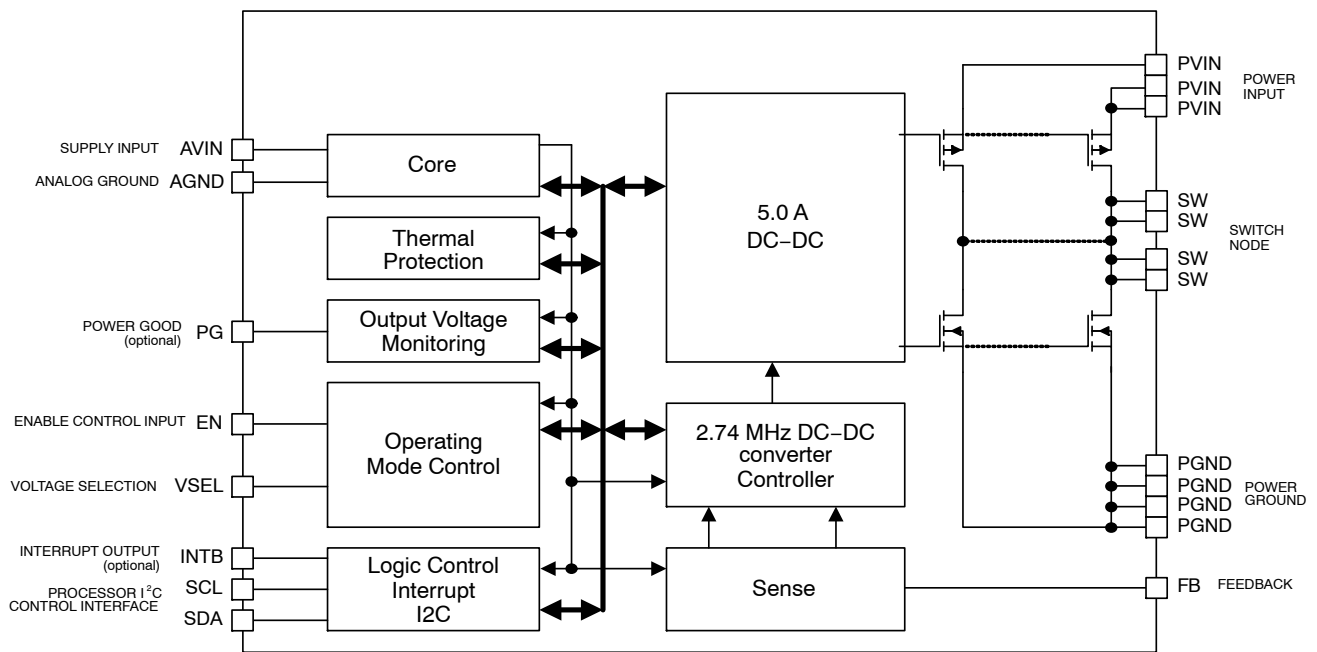 SUPPLY INPUT AVIN
ANALOG GROUND AGND
POWER GOOD
(optional)
PG
ENABLE CONTROL INPUT EN
VOLTAGE SELECTION VSEL
INTERRUPT OUTPUT
(optional)
INTB
PROCESSOR I²C
CONTROL INTERFACE
SCL
SDA
Core
Thermal
Protection
Output Voltage
Monitoring
Operating
Mode Control
Logic Control
Interrupt
I2C
5.0 A
DC−DC
2.74 MHz DC−DC
converter
Controller
Sense
PVIN
PVIN
PVIN
POWER
INPUT
SW
SW
SW
SW
SWITCH
NODE
PGND
PGND
PGND
PGND
POWER
GROUND
FB FEEDBACK